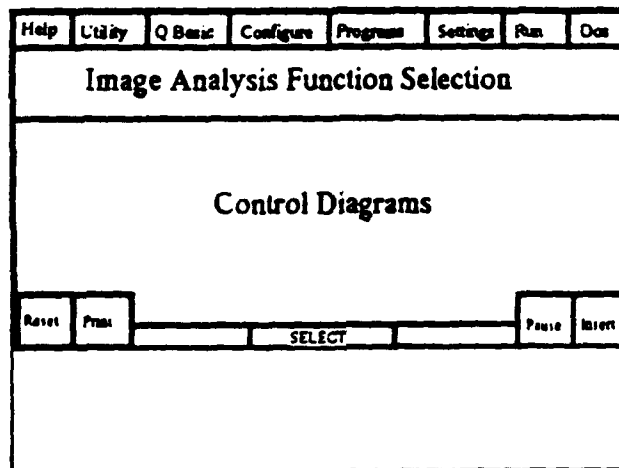 Help Utility Q Basic Configure Programs Settings Run Dos
Image Analysis Function Selection
Control Diagrams
Reset Print SELECT Pause Insert